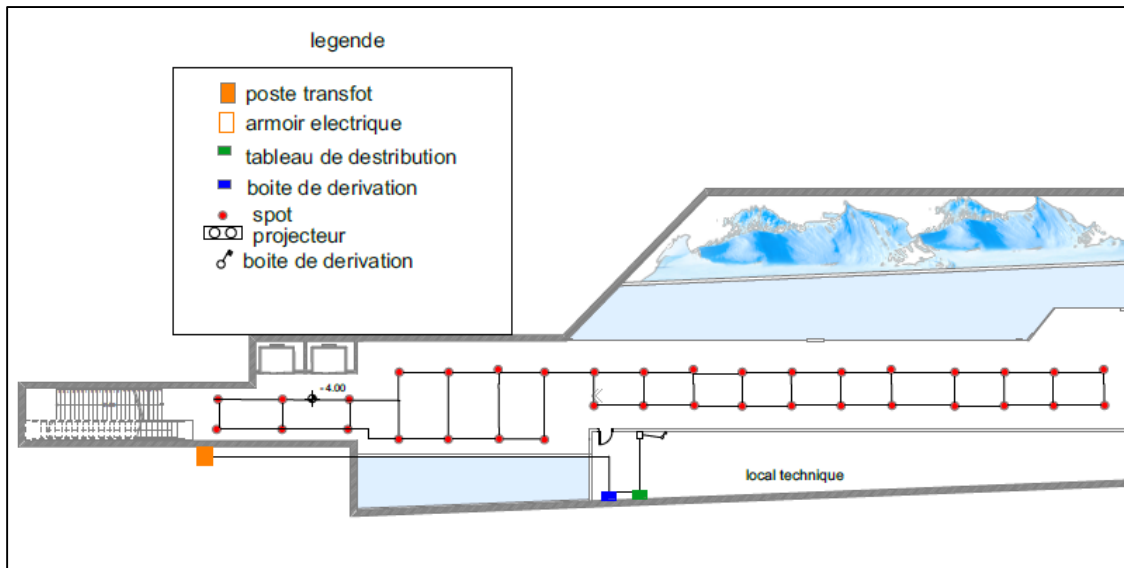 legende
poste transfot
armoir electrique
tableau de destribution
boite de derivation
spot
projecteur
boite de derivation
- 4.00
local technique